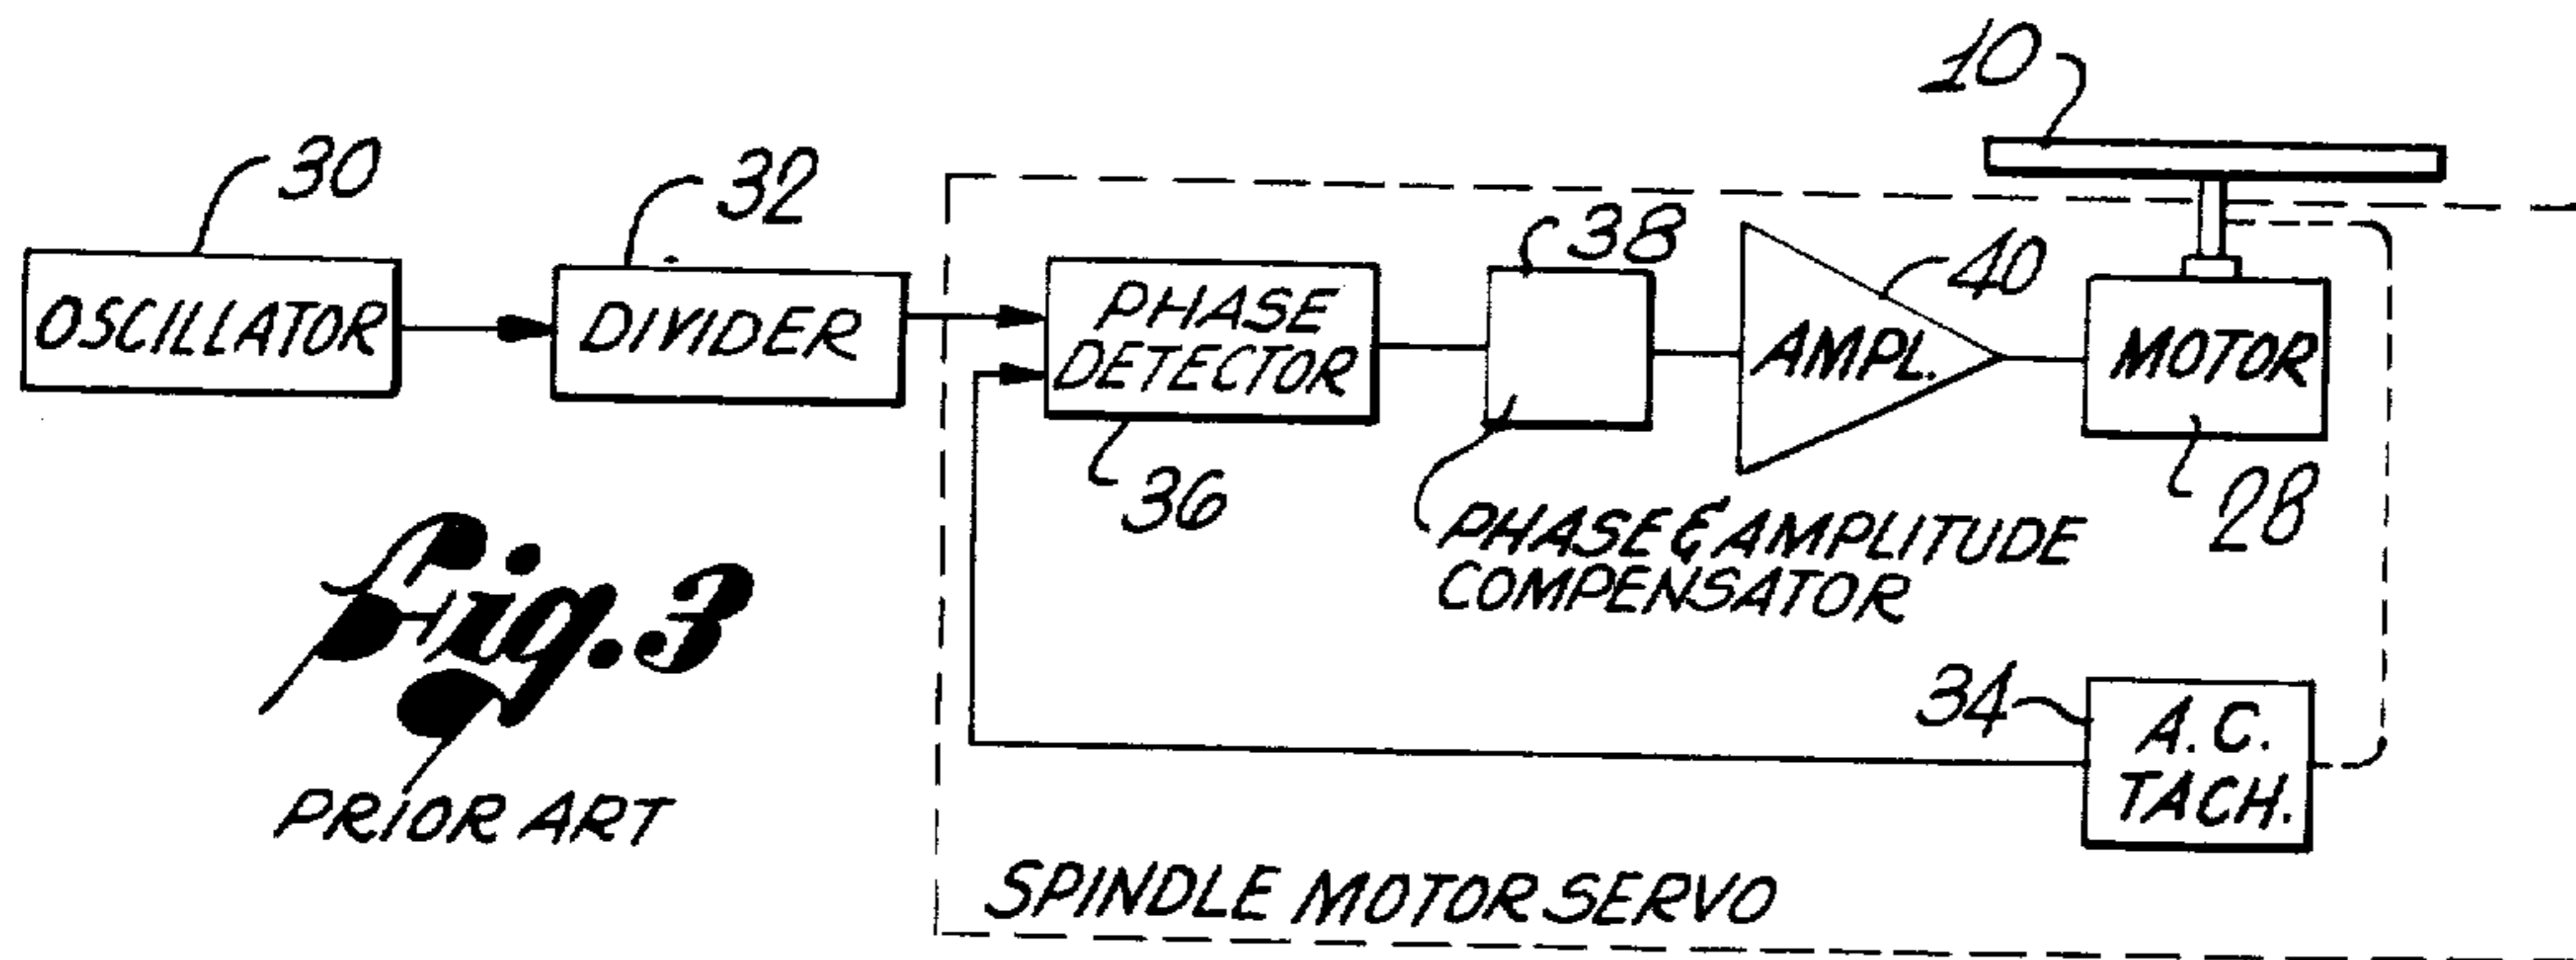 10
30
32
38
40
OSCILLATOR
DIVIDER
PHASE
DETECTOR
AMPL.
MOTOR
36
28
PHASE & AMPLITUDE
COMPENSATOR
Fig. 3
PRIOR ART
34
A.C.
TACH.
SPINDLE MOTOR SERVO